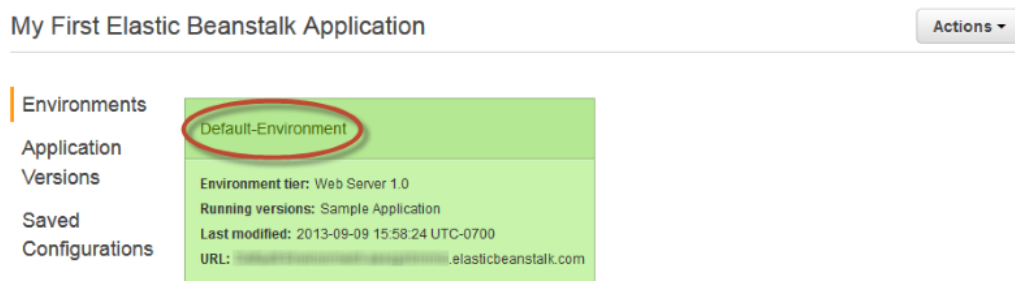 My First Elastic Beanstalk Application
Actions
Environments
Application
Versions
Saved
Configurations
Default-Environment
Environment tier: Web Server 1.0
Running versions: Sample Application
Last modified: 2013-09-09 15:58:24 UTC-0700
URL: .elasticbeanstalk.com